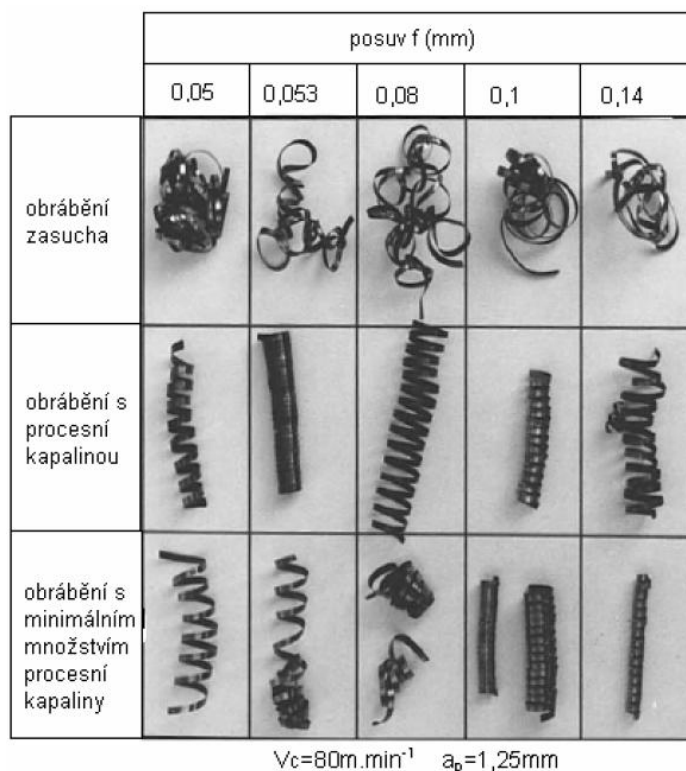 posuv f (mm)
0,05 0,053 0,08 0,1 0,14
obrábění
zasucha
obrábění s
procesní
kapalinou
obrábění s
minimálním
množstvím
procesní
kapaliny
Vc=80m.min⁻¹ aₚ=1,25mm